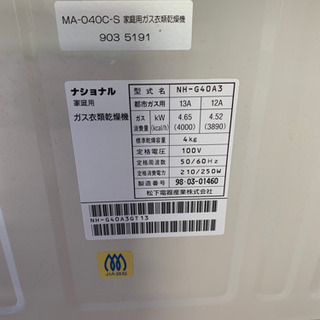 MA-040C-S 家庭用ガス衣類乾燥機
903 5191
ナショナル
家庭用
ガス衣類乾燥機
型式名 NH-G40A3
都市ガス用 13A 12A
ガス消費量 kW (kcal/h) 4.65 (4000) 4.52 (3890)
標準乾燥容量 4kg
定格電圧 100V
定格周波数 50/60Hz
定格消費電力 210/250W
製造番号 98·03-01460
松下電器産業株式会社
NH-G40A3GT13
JIA認証